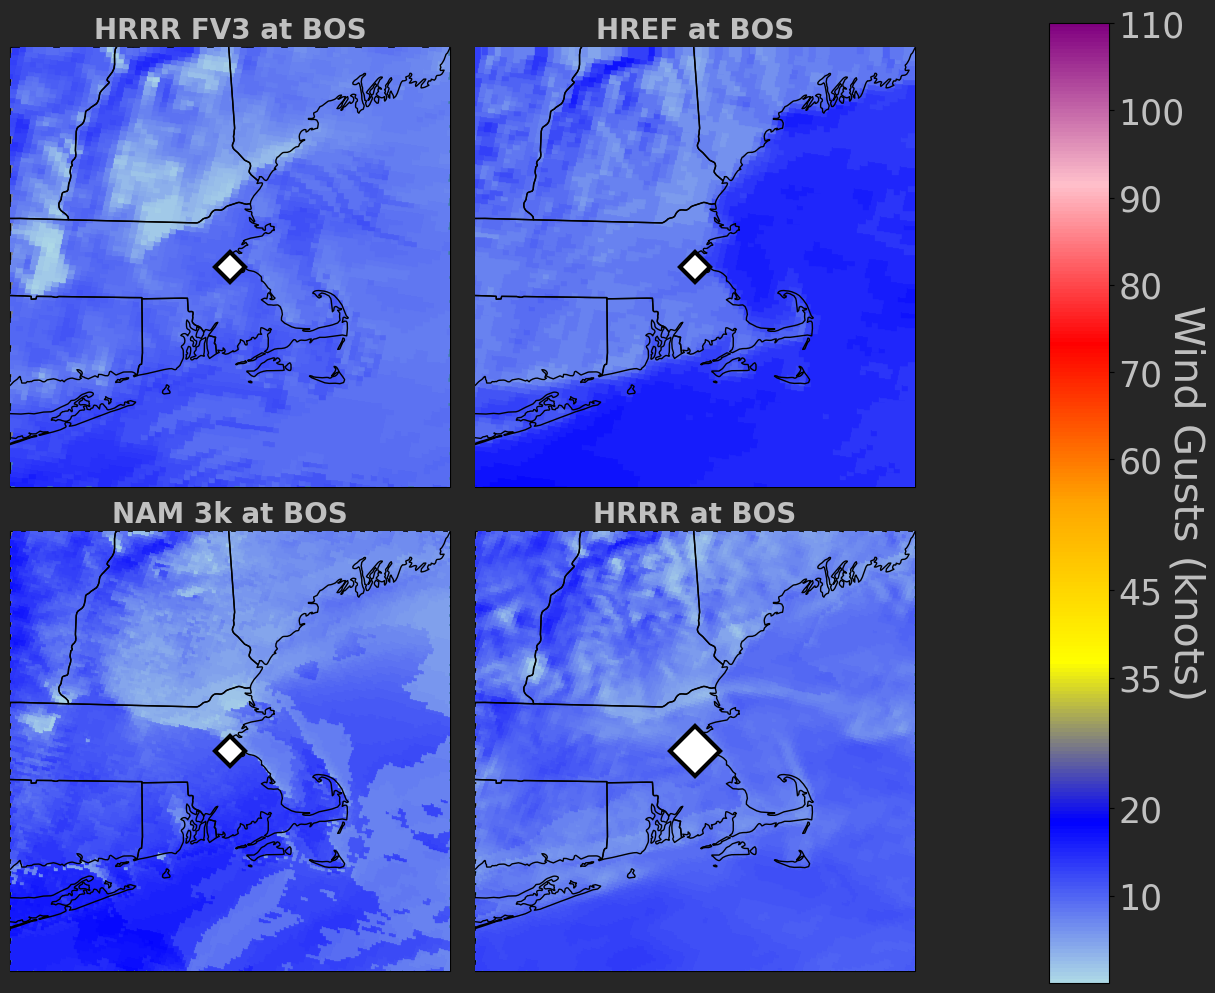 HRRR FV3 at BOS
HREF at BOS
NAM 3k at BOS
HRRR at BOS
110
100
90
80
70
60
45
35
20
10
Wind Gusts (knots)